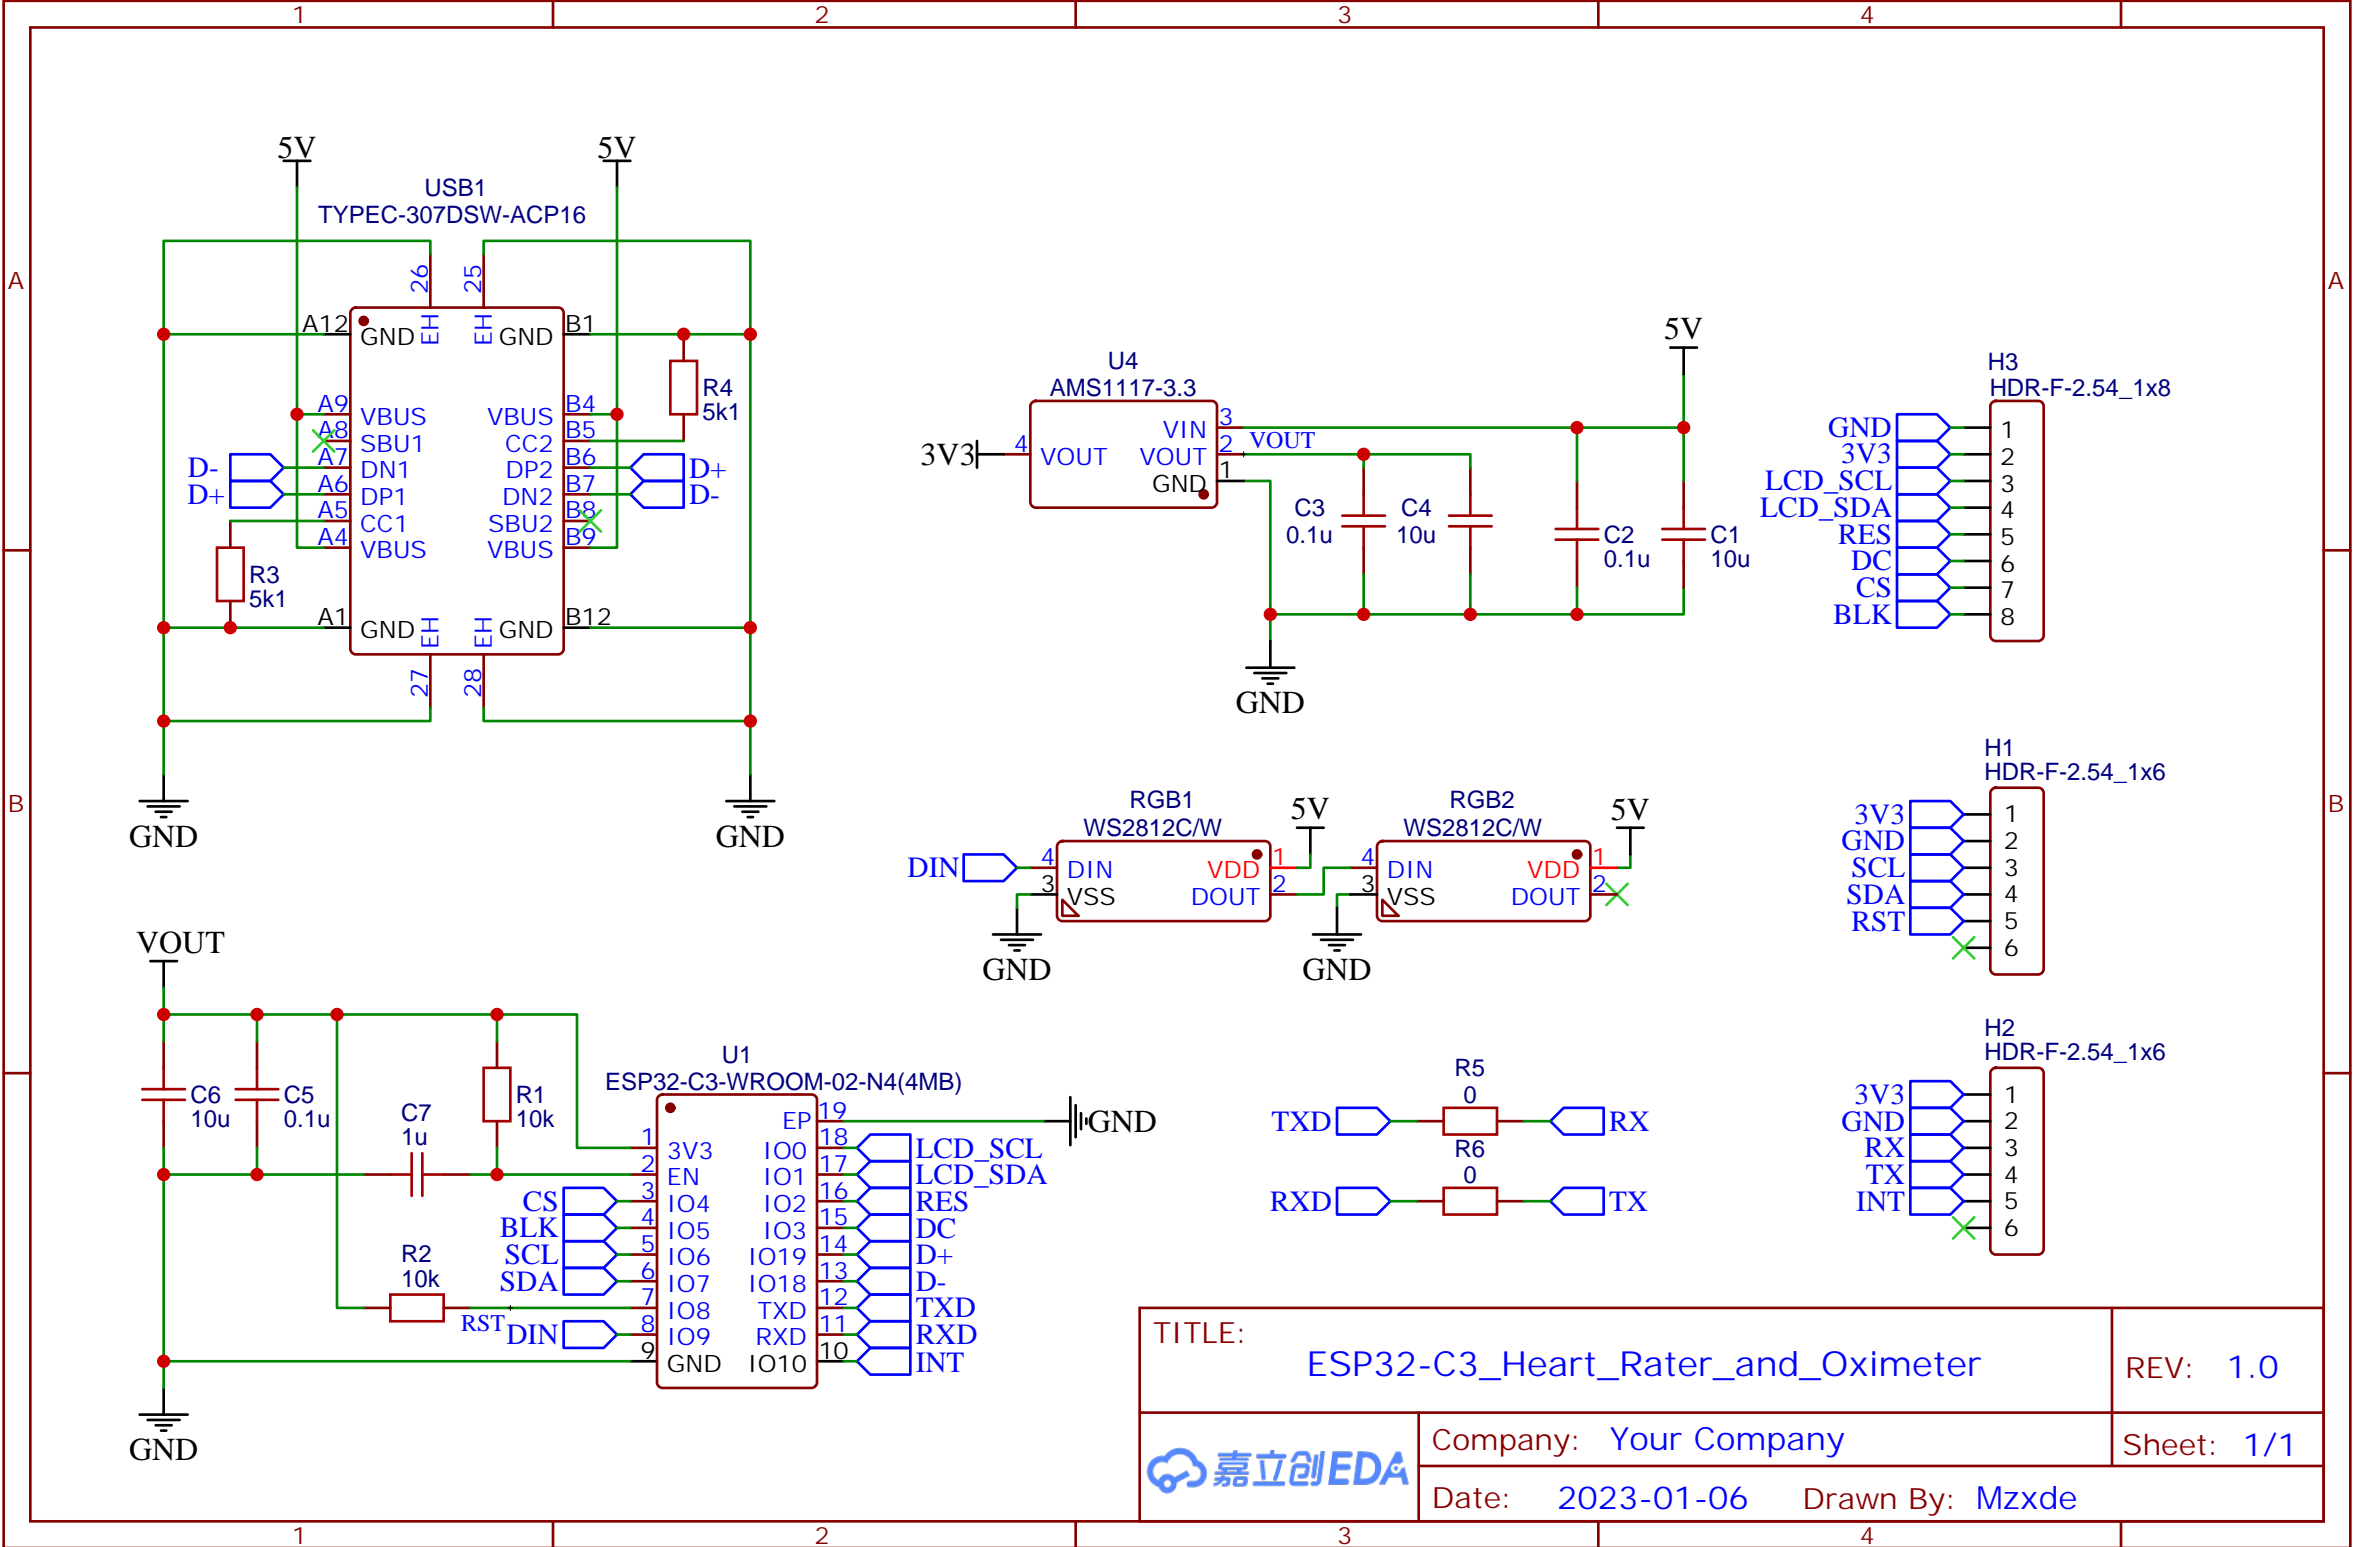 1 2 3 4
A A
B B
5V 5V
USB1
TYPEC-307DSW-ACP16
26 25
A12 GND EH EH GND B1
R4
5k1
A9 VBUS VBUS B4
A8 SBU1 CC2 B5
D- A7 DN1 DP2 B6 D+
D+ A6 DP1 DN2 B7 D-
A5 CC1 SBU2 B8
A4 VBUS VBUS B9
R3
5k1
A1 GND EH EH GND B12
27 28
GND GND
5V
U4
AMS1117-3.3
VIN 3
3V3 4 VOUT VOUT 2 VOUT
GND 1
C3
0.1u
C4
10u
C2
0.1u
C1
10u
GND
H3
HDR-F-2.54_1x8
GND 1
3V3 2
LCD_SCL 3
LCD_SDA 4
RES 5
DC 6
CS 7
BLK 8
RGB1
WS2812C/W
5V
DIN 4 DIN VDD 1
3 VSS DOUT 2
GND
RGB2
WS2812C/W
5V
4 DIN VDD 1
3 VSS DOUT 2
GND
H1
HDR-F-2.54_1x6
3V3 1
GND 2
SCL 3
SDA 4
RST 5
6
VOUT
C6
10u
C5
0.1u
C7
1u
R1
10k
R2
10k
U1
ESP32-C3-WROOM-02-N4(4MB)
EP 19 GND
1 3V3 IO0 18 LCD_SCL
2 EN IO1 17 LCD_SDA
CS 3 IO4 IO2 16 RES
BLK 4 IO5 IO3 15 DC
SCL 5 IO6 IO19 14 D+
SDA 6 IO7 IO18 13 D-
RST 7 IO8 TXD 12 TXD
DIN 8 IO9 RXD 11 RXD
9 GND IO10 10 INT
GND
R5
0
TXD RX
R6
0
RXD TX
H2
HDR-F-2.54_1x6
3V3 1
GND 2
RX 3
TX 4
INT 5
6
TITLE:
ESP32-C3_Heart_Rater_and_Oximeter
REV: 1.0
嘉立创EDA
Company: Your Company
Sheet: 1/1
Date: 2023-01-06 Drawn By: Mzxde
1 2 3 4